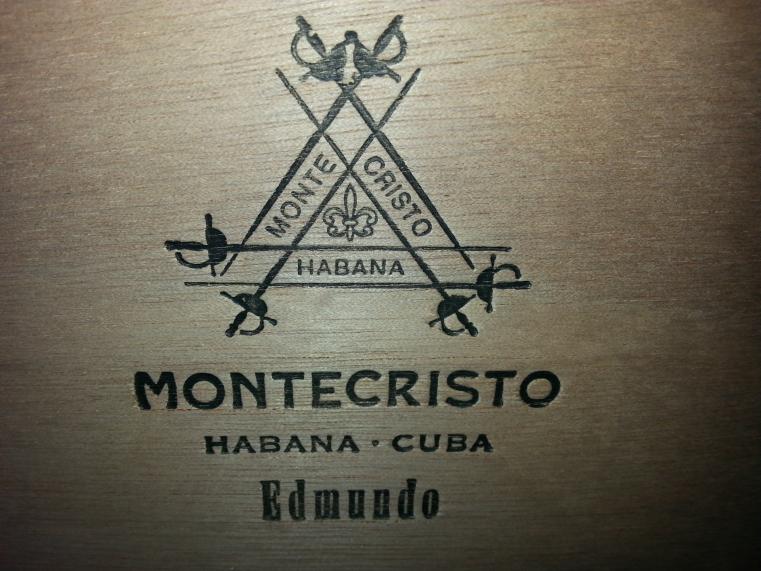 MONTE CRISTO
HABANA
MONTECRISTO
HABANA · CUBA
Edmundo